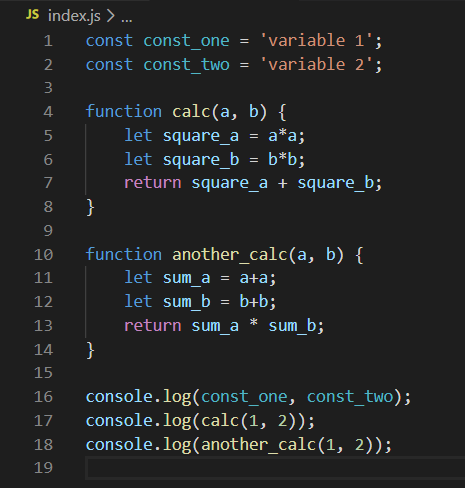 JS index.js > ...
1 const const_one = 'variable 1';
2 const const_two = 'variable 2';
3
4 function calc(a, b) {
5     let square_a = a*a;
6     let square_b = b*b;
7     return square_a + square_b;
8 }
9
10 function another_calc(a, b) {
11     let sum_a = a+a;
12     let sum_b = b+b;
13     return sum_a * sum_b;
14 }
15
16 console.log(const_one, const_two);
17 console.log(calc(1, 2));
18 console.log(another_calc(1, 2));
19